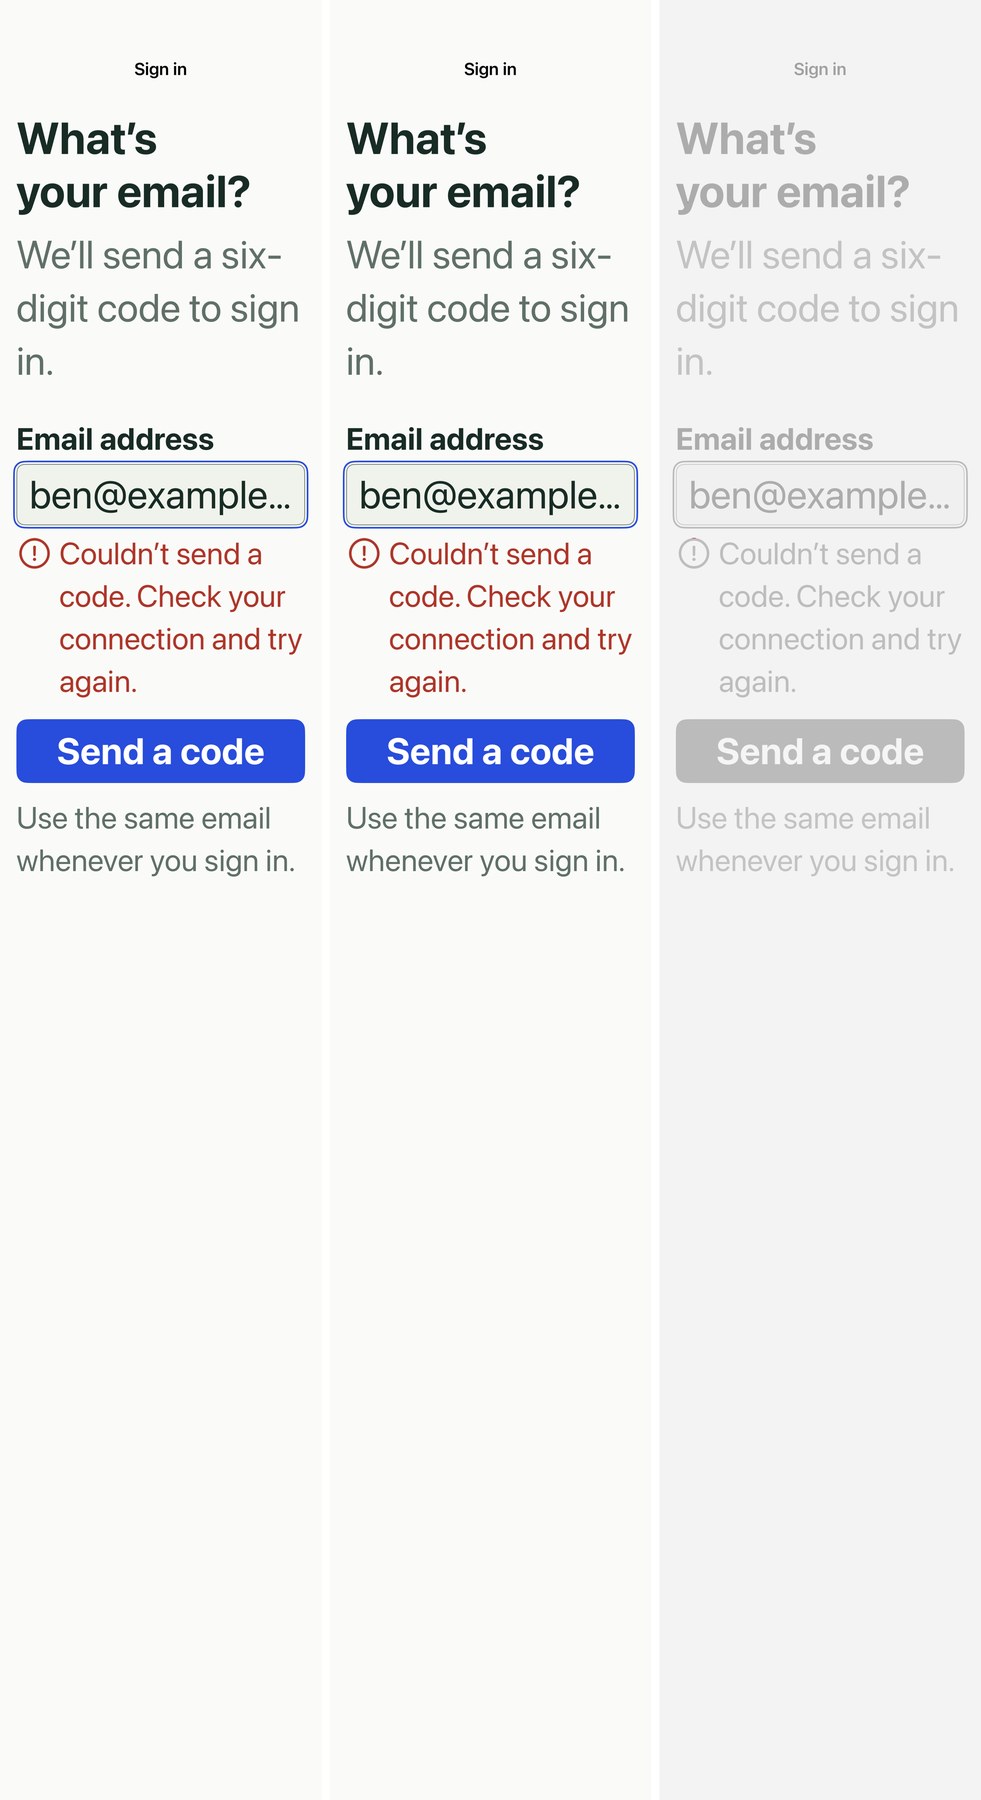 Sign in
What’s
your email?
We’ll send a six-
digit code to sign
in.
Email address
ben@example...
Couldn’t send a
code. Check your
connection and try
again.
Send a code
Use the same email
whenever you sign in.
Sign in
What’s
your email?
We’ll send a six-
digit code to sign
in.
Email address
ben@example...
Couldn’t send a
code. Check your
connection and try
again.
Send a code
Use the same email
whenever you sign in.
Sign in
What’s
your email?
We’ll send a six-
digit code to sign
in.
Email address
ben@example...
Couldn’t send a
code. Check your
connection and try
again.
Send a code
Use the same email
whenever you sign in.